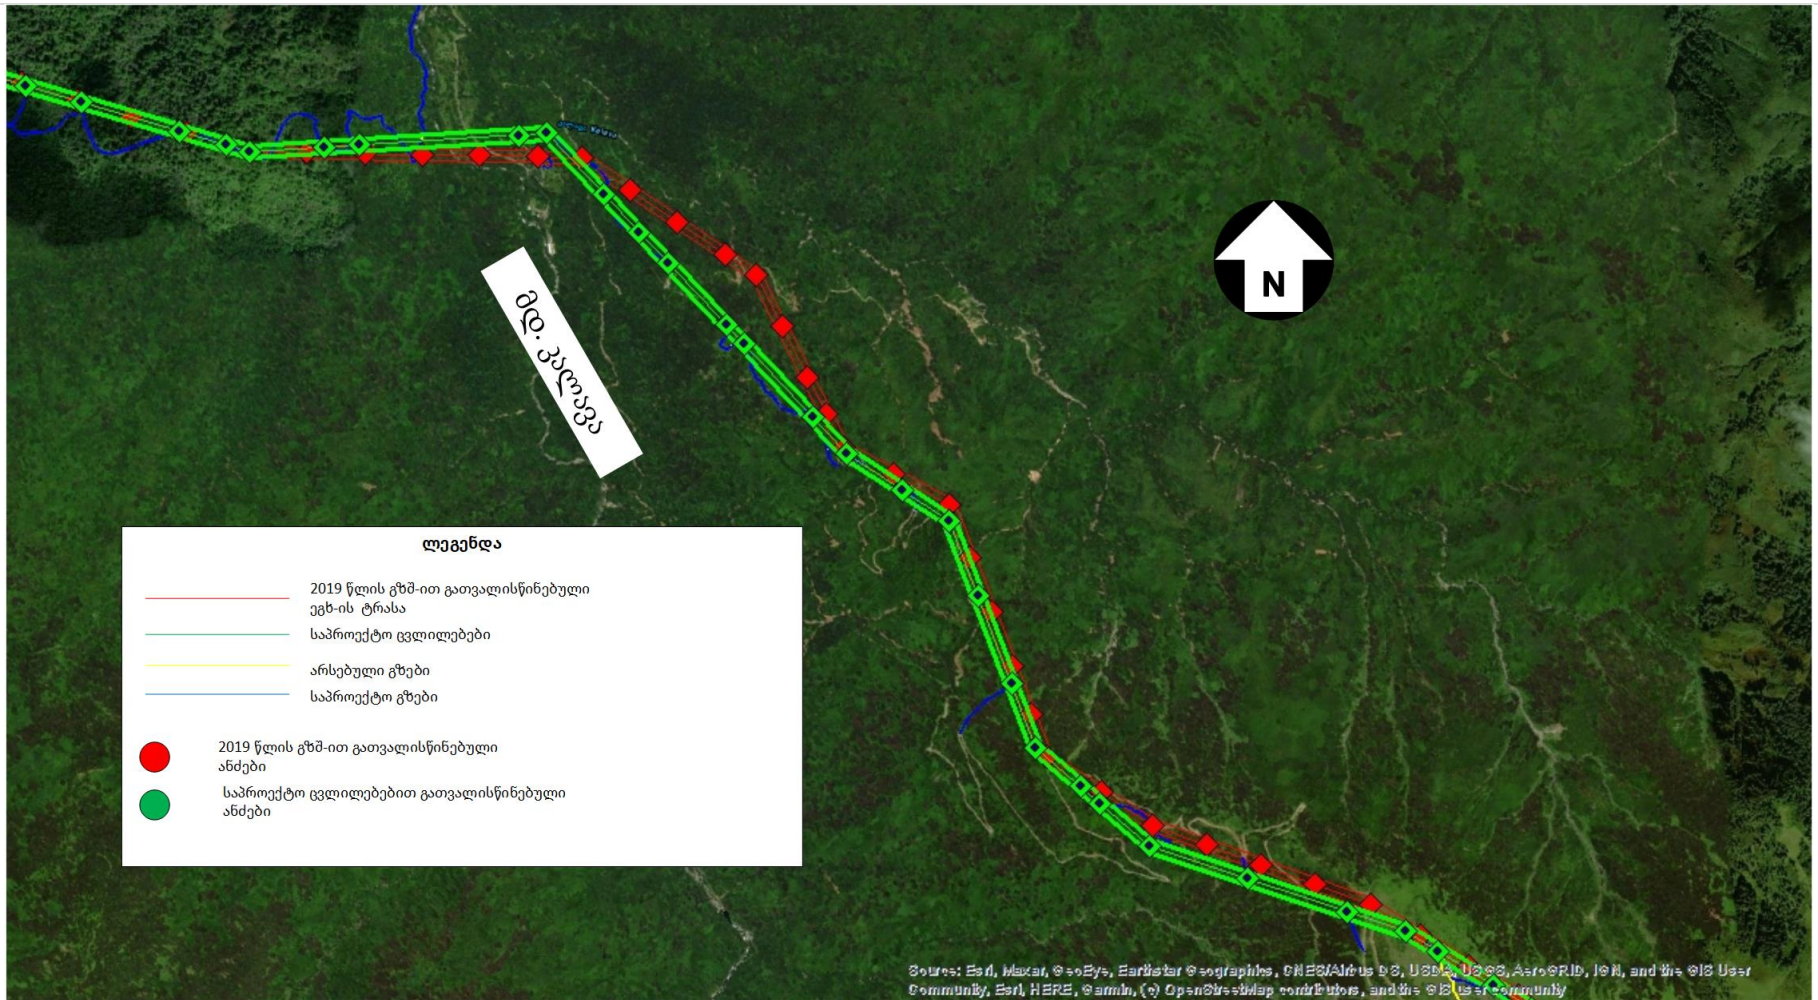 N
მდ. კალავა
ლეგენდა
2019 წლის გზშ-ით გათვალისწინებული
ეგხ-ის ტრასა
საპროექტო ცვლილებები
არსებული გზები
საპროექტო გზები
2019 წლის გზშ-ით გათვალისწინებული
ანძები
საპროექტო ცვლილებებით გათვალისწინებული
ანძები
Source: Esri, Maxar, GeoEye, Earthstar Geographics, CNES/Airbus DS, USDA, USGS, AeroGRID, IGN, and the GIS User
Community, Esri, HERE, Garmin, (c) OpenStreetMap contributors, and the GIS user community